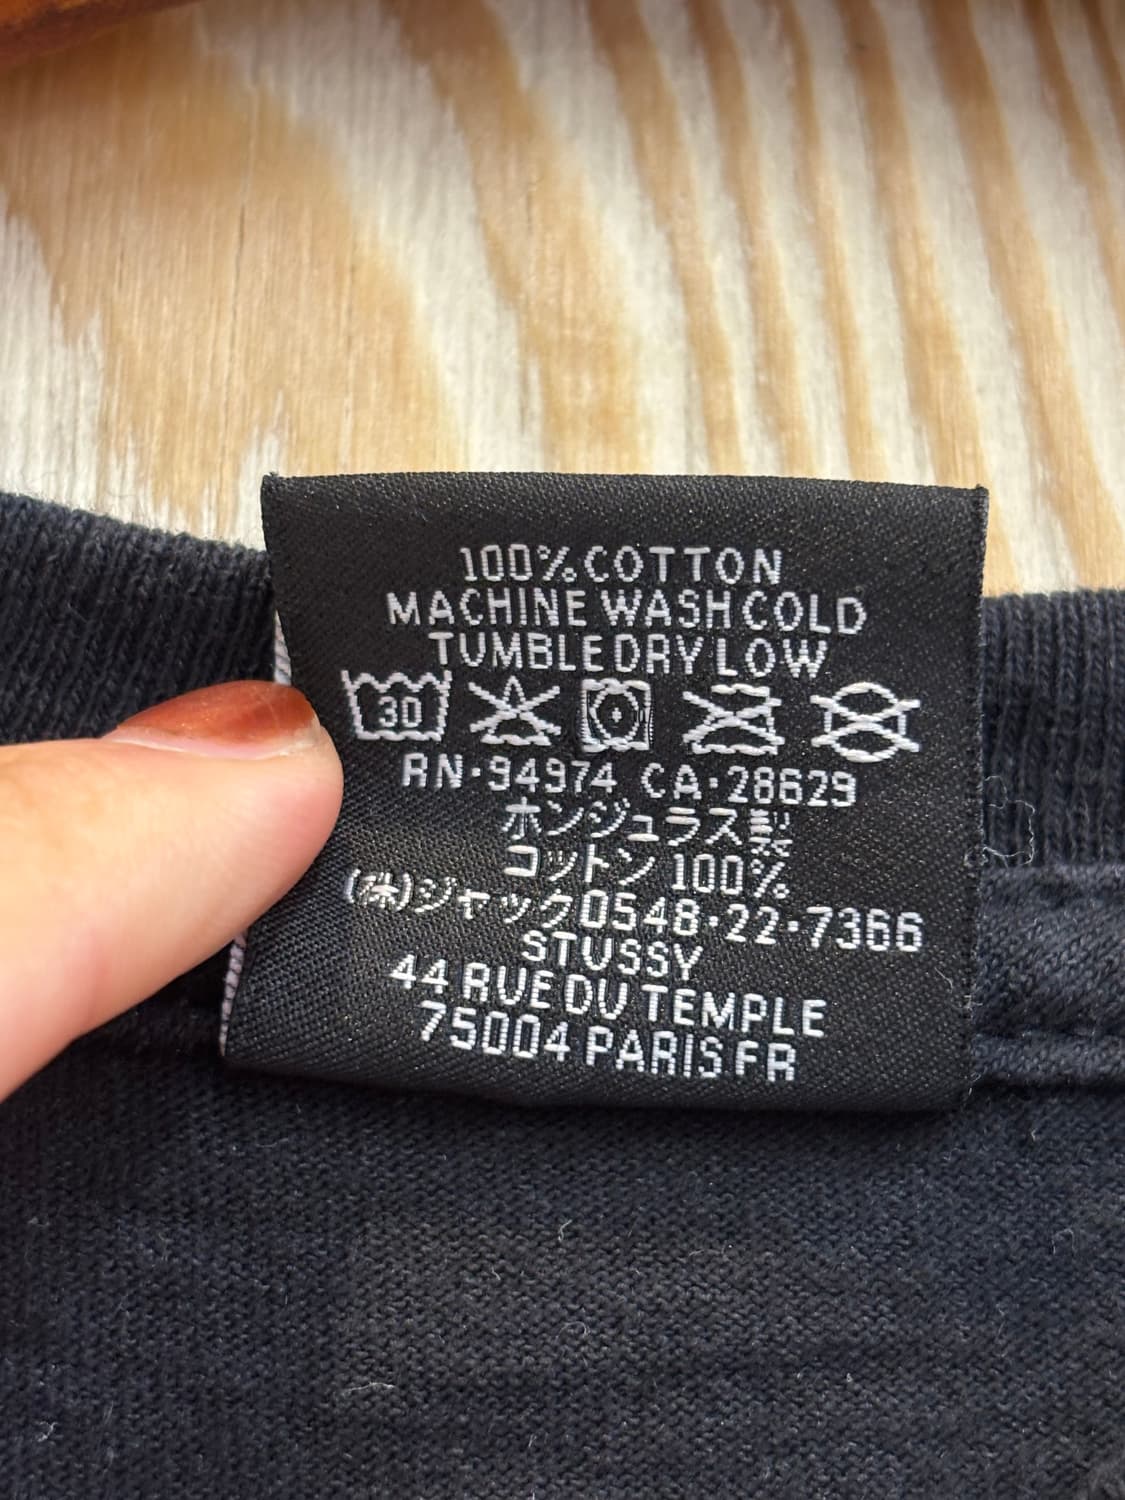 100% COTTON
MACHINE WASH COLD
TUMBLE DRY LOW
30
RN·94974 CA·28629
ホンジュラス製
コットン 100%
(株)ジャック0548·22·7366
STUSSY
44 RUE DU TEMPLE
75004 PARIS FR